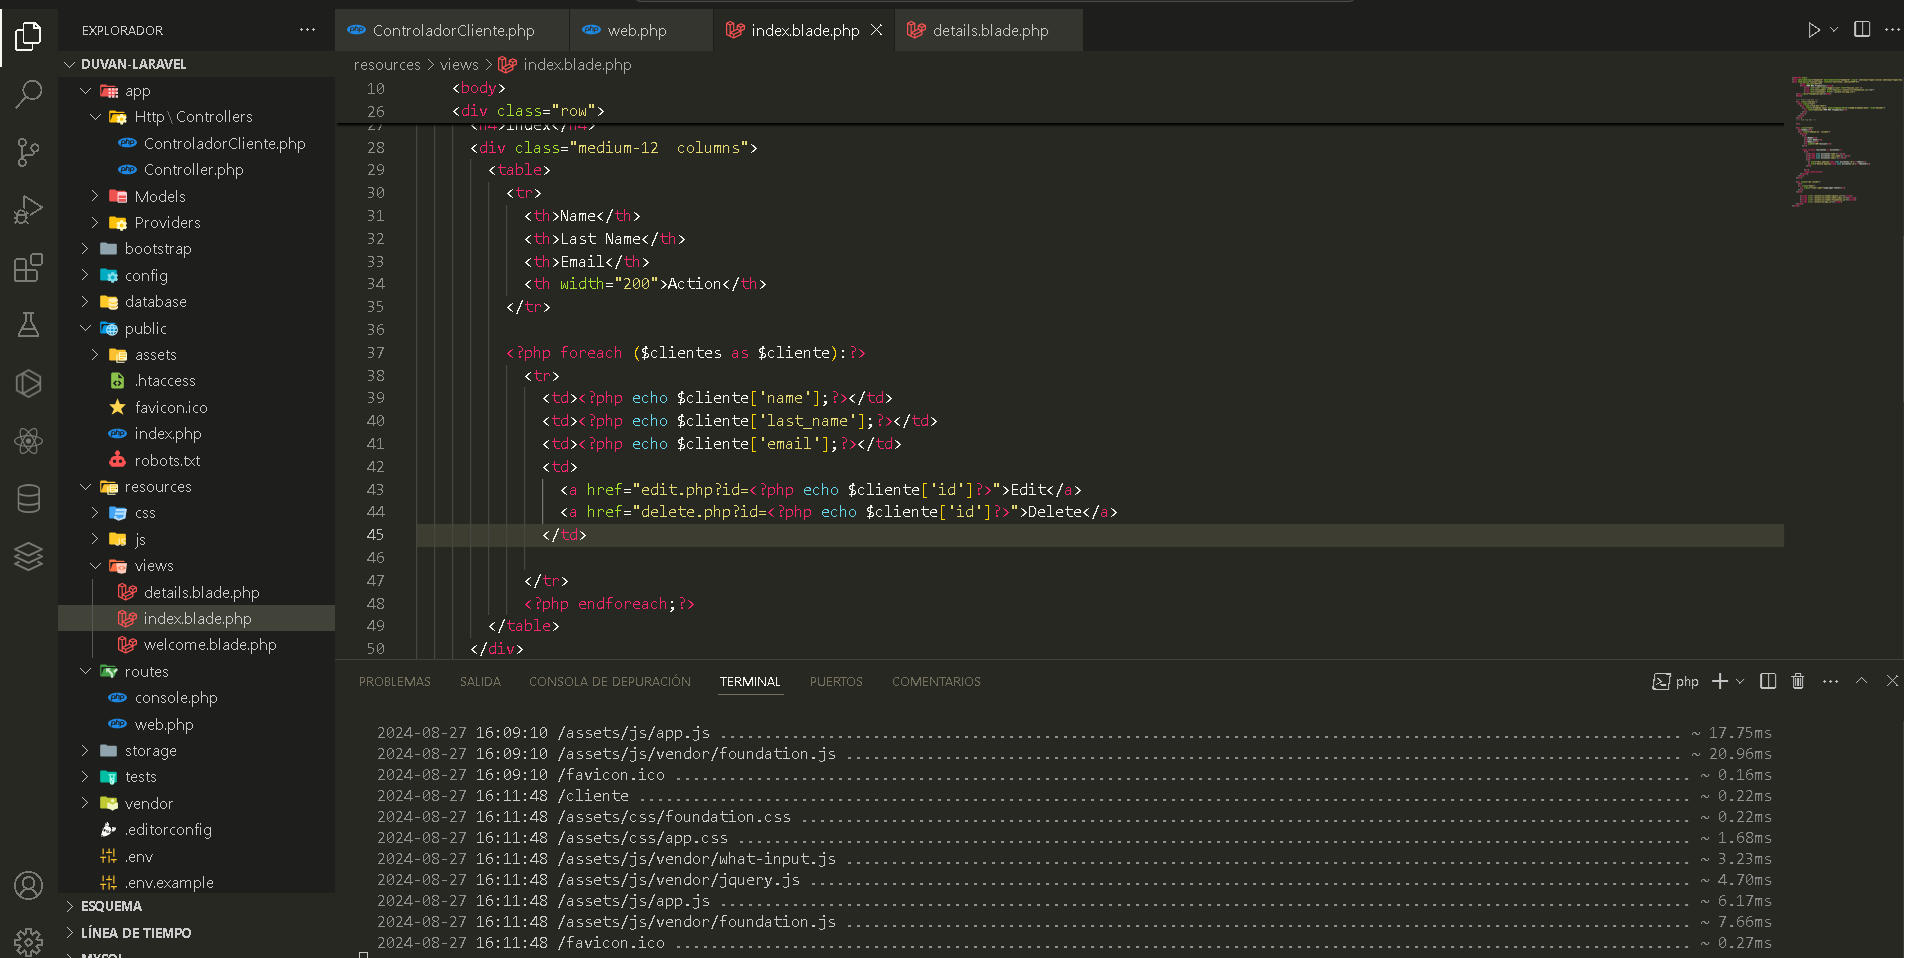 EXPLORADOR
DUVAN-LARAVEL
app
Http\Controllers
ControladorCliente.php
Controller.php
Models
Providers
bootstrap
config
database
public
assets
.htaccess
favicon.ico
index.php
robots.txt
resources
css
js
views
details.blade.php
index.blade.php
welcome.blade.php
routes
console.php
web.php
storage
tests
vendor
.editorconfig
.env
.env.example
ESQUEMA
LÍNEA DE TIEMPO
MYSQL
ControladorCliente.php web.php index.blade.php details.blade.php
resources > views > index.blade.php
10 <body>
26 <div class="row">
27 <h4>index</h4>
28 <div class="medium-12  columns">
29 <table>
30 <tr>
31 <th>Name</th>
32 <th>Last Name</th>
33 <th>Email</th>
34 <th width="200">Action</th>
35 </tr>
36
37 <?php foreach ($clientes as $cliente):?>
38 <tr>
39 <td><?php echo $cliente['name'];?></td>
40 <td><?php echo $cliente['last_name'];?></td>
41 <td><?php echo $cliente['email'];?></td>
42 <td>
43 <a href="edit.php?id=<?php echo $cliente['id']?>">Edit</a>
44 <a href="delete.php?id=<?php echo $cliente['id']?>">Delete</a>
45 </td>
46
47 </tr>
48 <?php endforeach;?>
49 </table>
50 </div>
PROBLEMAS SALIDA CONSOLA DE DEPURACIÓN TERMINAL PUERTOS COMENTARIOS php
2024-08-27 16:09:10 /assets/js/app.js ........ ~ 17.75ms
2024-08-27 16:09:10 /assets/js/vendor/foundation.js ........ ~ 20.96ms
2024-08-27 16:09:10 /favicon.ico ........ ~ 0.16ms
2024-08-27 16:11:48 /cliente ........ ~ 0.22ms
2024-08-27 16:11:48 /assets/css/foundation.css ........ ~ 0.22ms
2024-08-27 16:11:48 /assets/css/app.css ........ ~ 1.68ms
2024-08-27 16:11:48 /assets/js/vendor/what-input.js ........ ~ 3.23ms
2024-08-27 16:11:48 /assets/js/vendor/jquery.js ........ ~ 4.70ms
2024-08-27 16:11:48 /assets/js/app.js ........ ~ 6.17ms
2024-08-27 16:11:48 /assets/js/vendor/foundation.js ........ ~ 7.66ms
2024-08-27 16:11:48 /favicon.ico ........ ~ 0.27ms